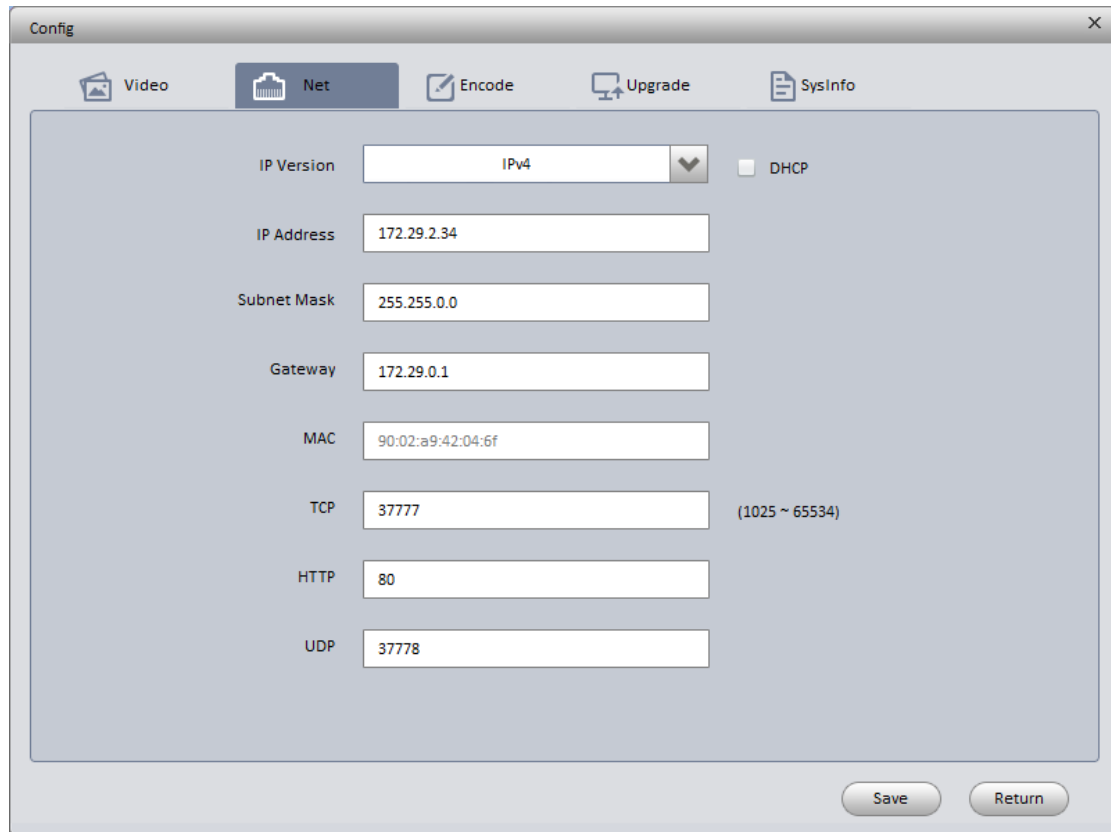 Config
Video Net Encode Upgrade SysInfo
IP Version IPv4 DHCP
IP Address 172.29.2.34
Subnet Mask 255.255.0.0
Gateway 172.29.0.1
MAC 90:02:a9:42:04:6f
TCP 37777 (1025 ~ 65534)
HTTP 80
UDP 37778
Save Return